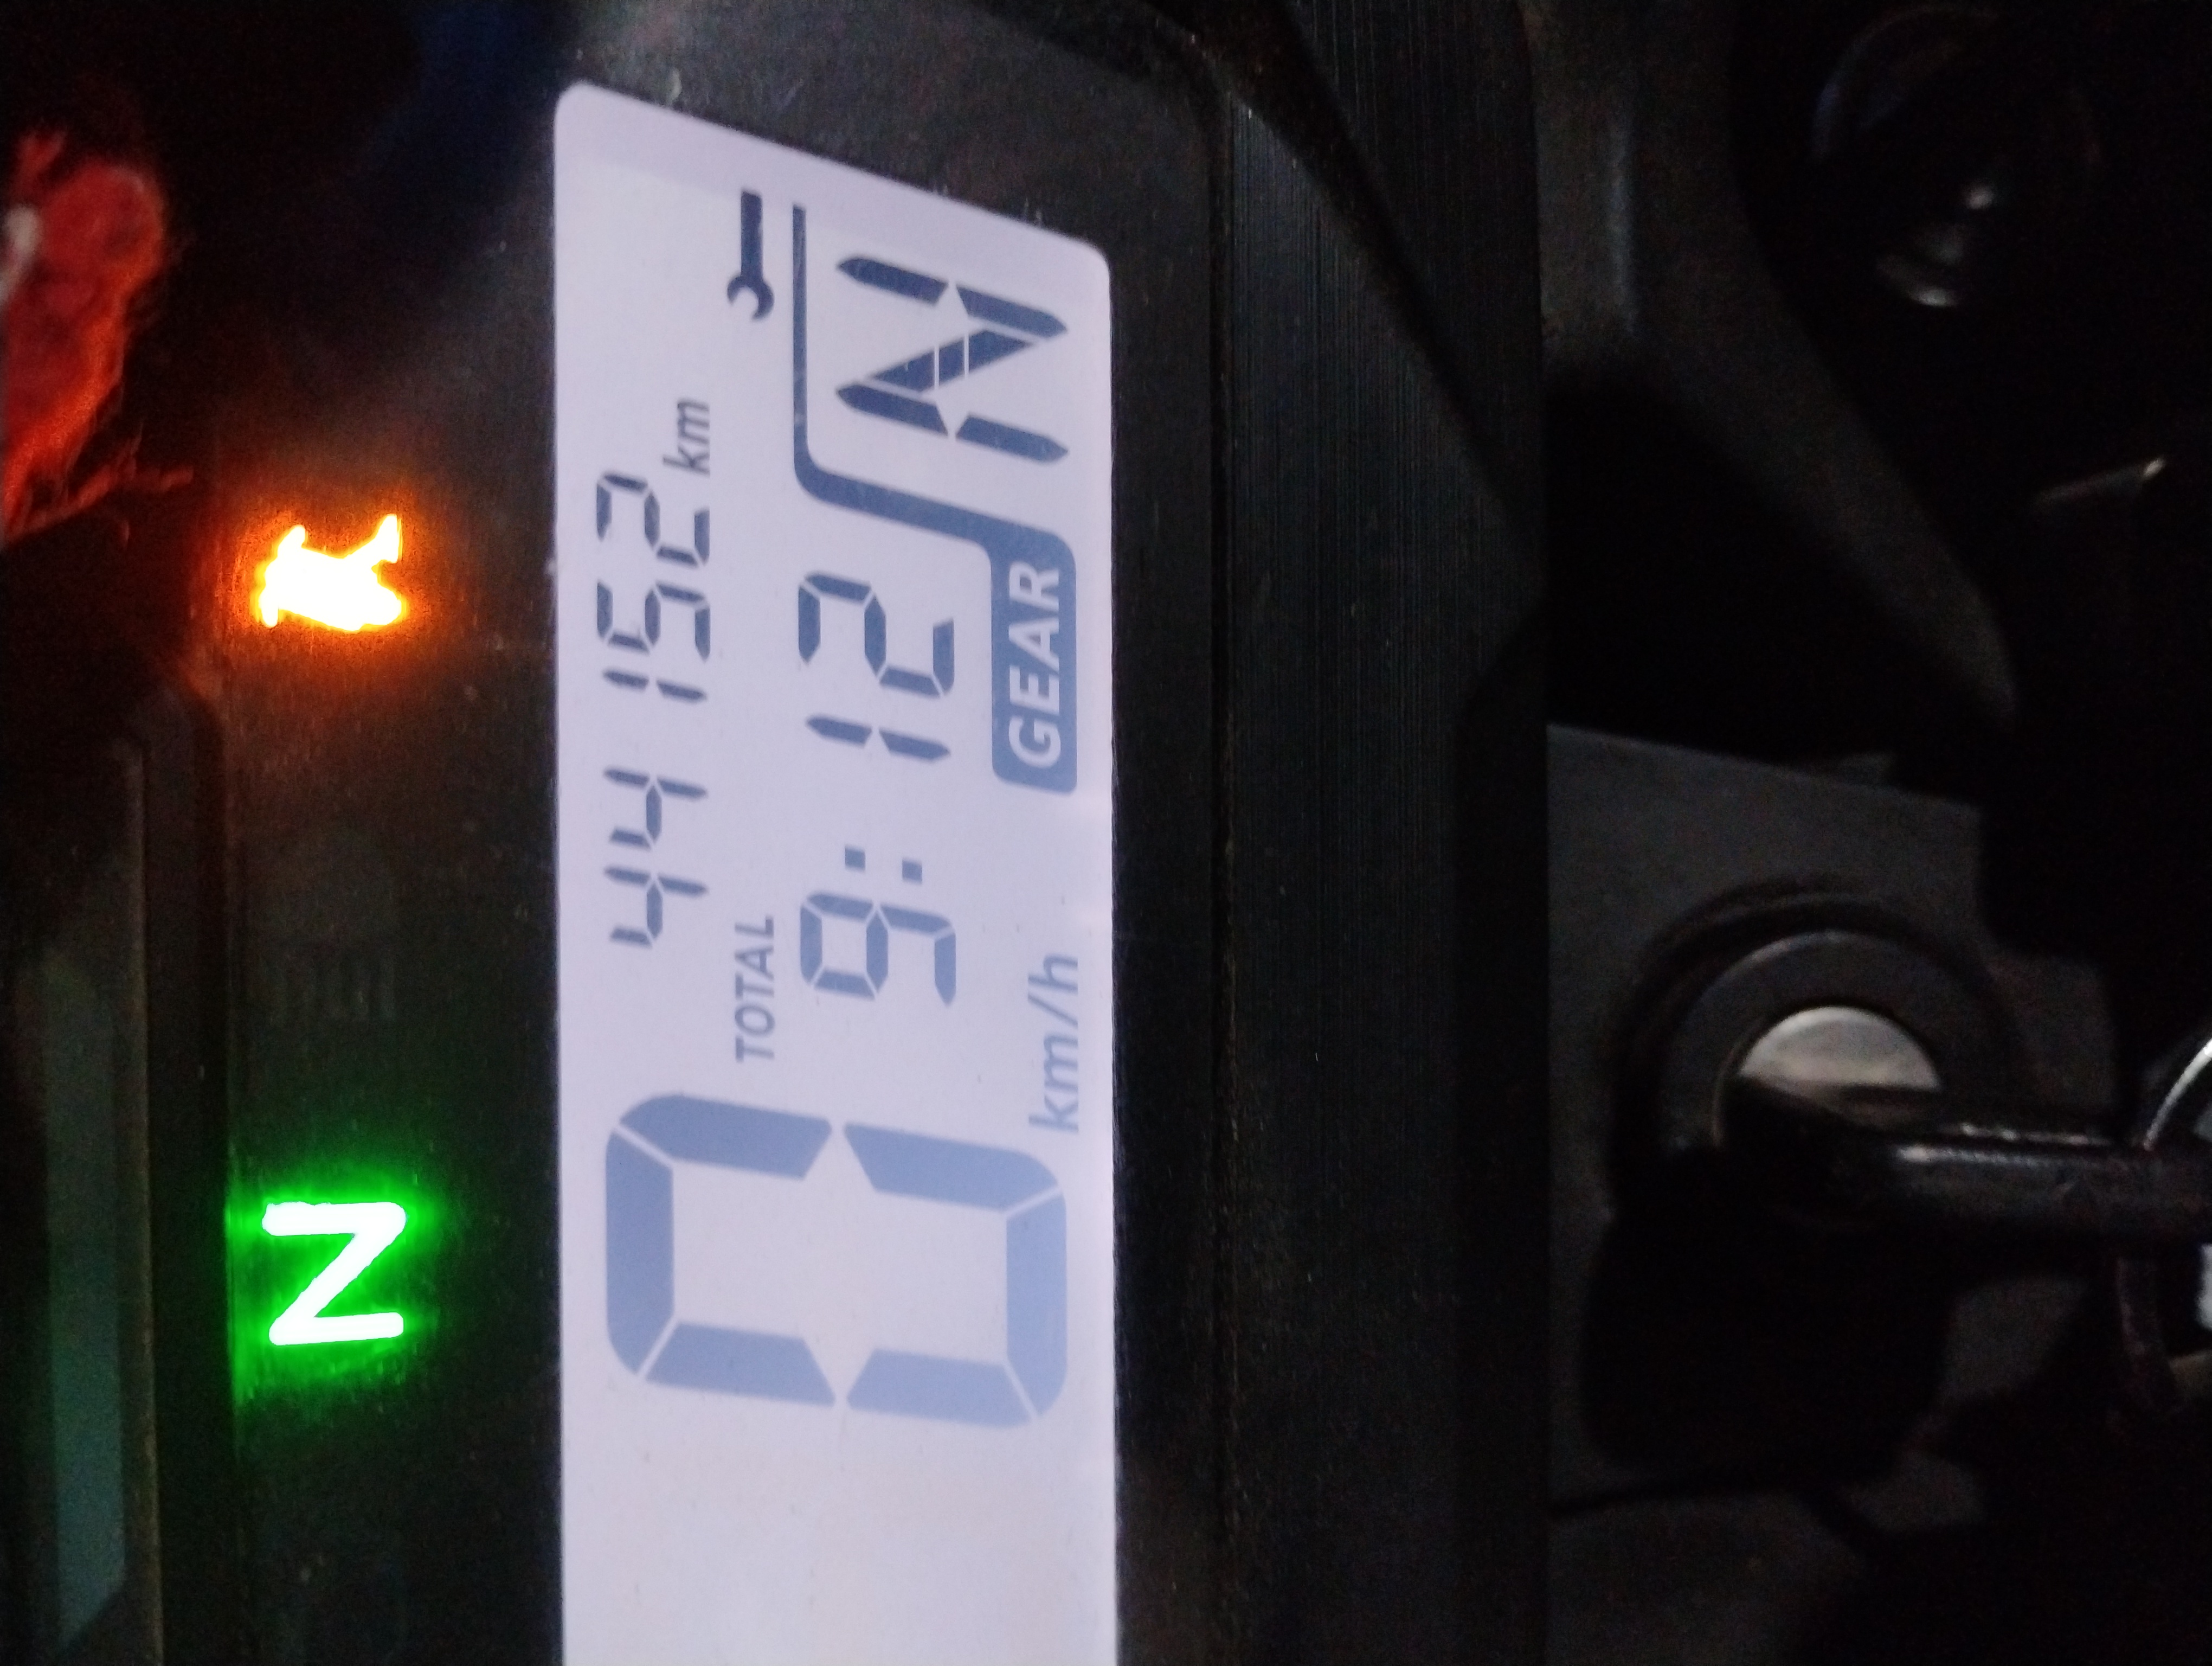 N
44152 km
TOTAL
0 9:12 N
km/h GEAR